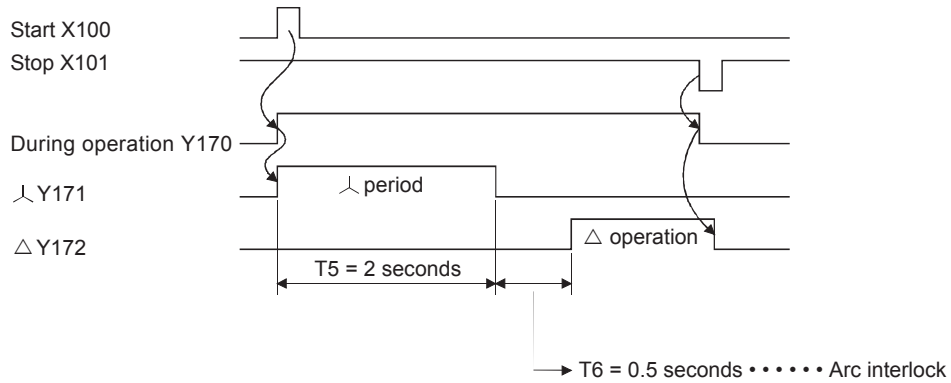 Start X100
Stop X101
During operation Y170
⅄ Y171
⅄ period
△ Y172
△ operation
T5 = 2 seconds
T6 = 0.5 seconds • • • • • • Arc interlock